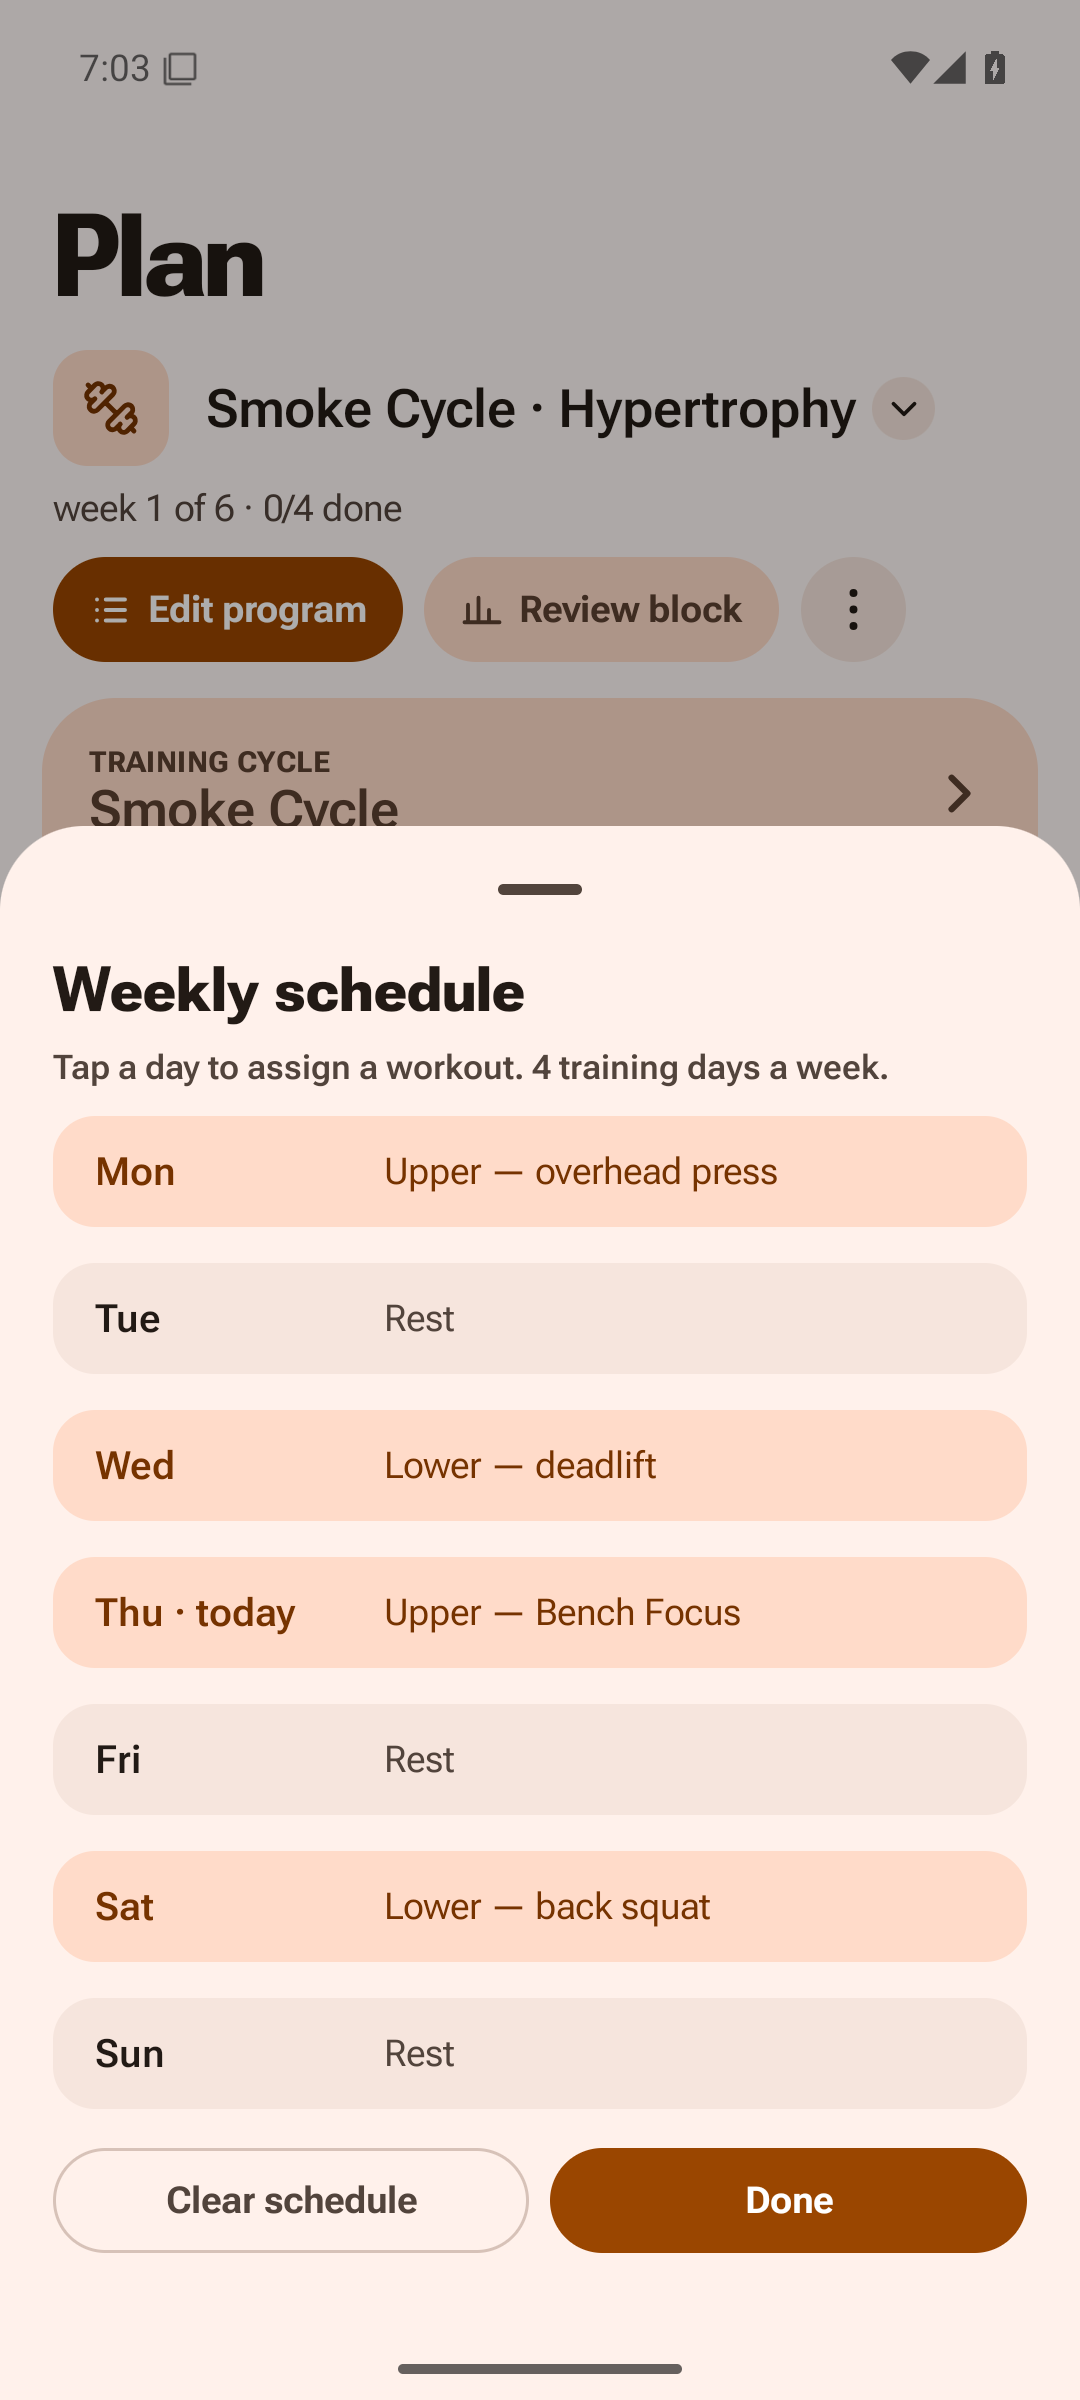 7:03
Plan
Smoke Cycle · Hypertrophy
week 1 of 6 · 0/4 done
Edit program
Review block
TRAINING CYCLE
Smoke Cycle
Weekly schedule
Tap a day to assign a workout. 4 training days a week.
Mon Upper — overhead press
Tue Rest
Wed Lower — deadlift
Thu · today Upper — Bench Focus
Fri Rest
Sat Lower — back squat
Sun Rest
Clear schedule
Done